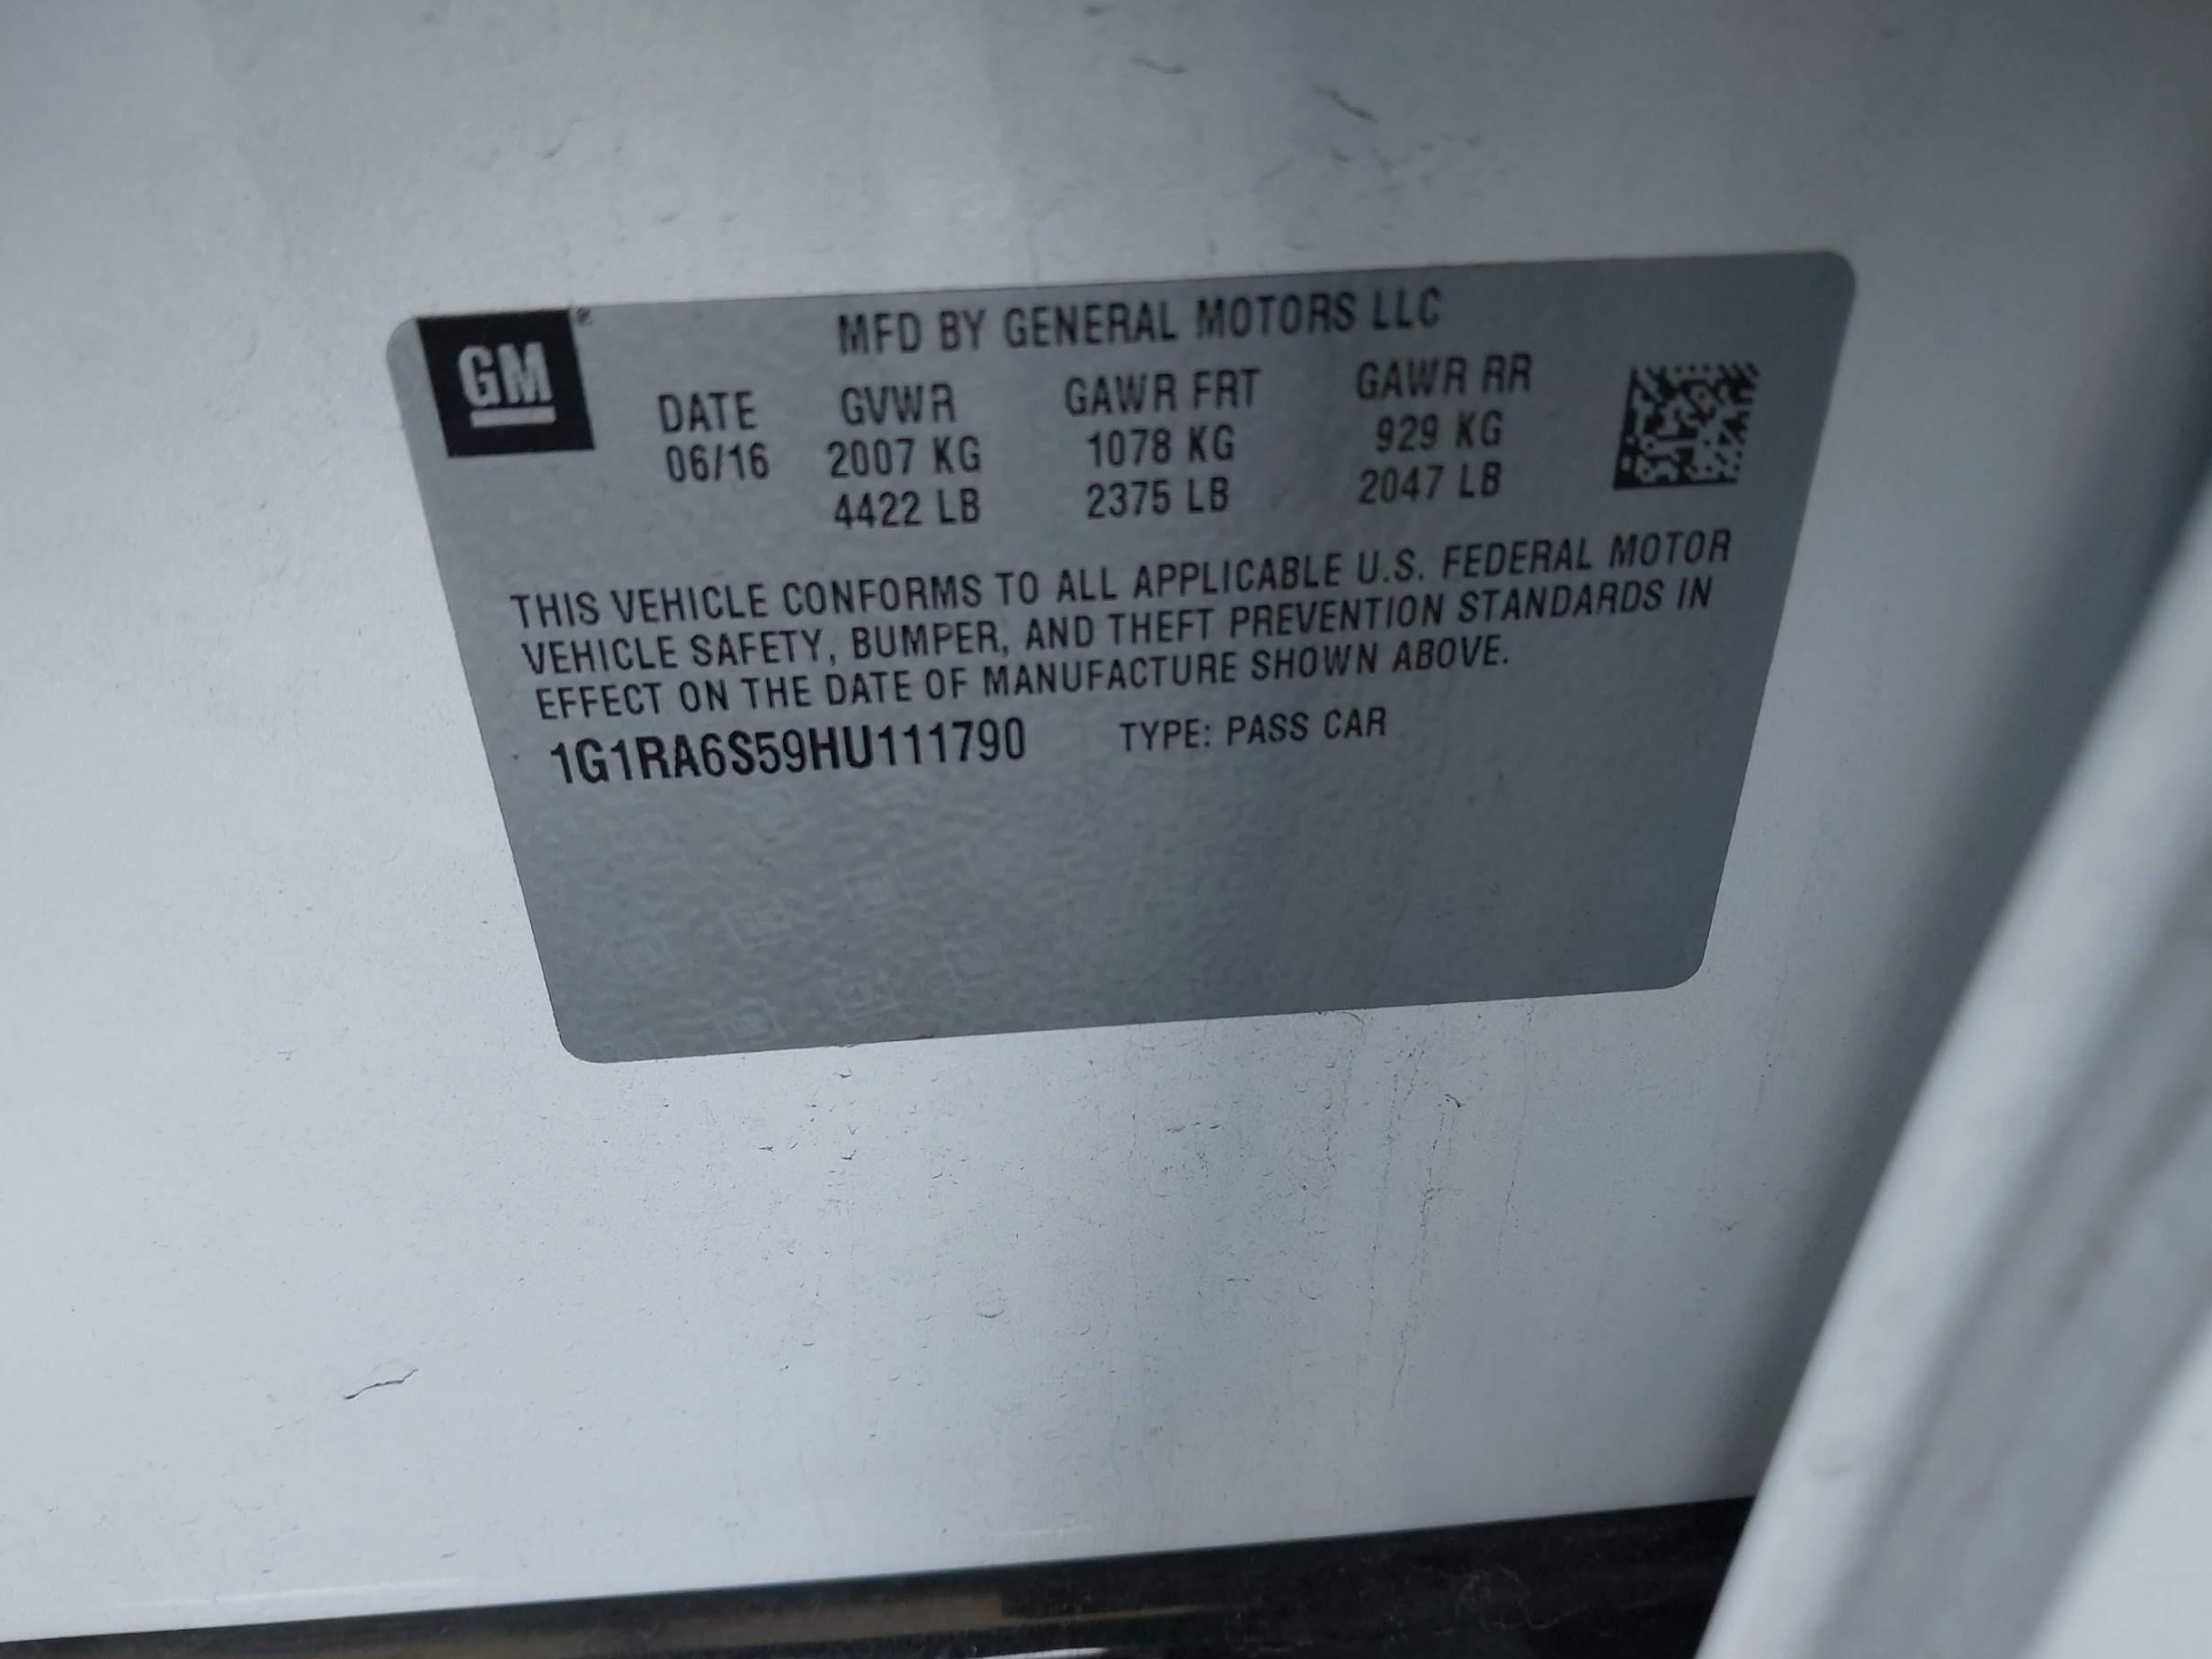 GM®
MFD BY GENERAL MOTORS LLC
DATE GVWR GAWR FRT GAWR RR
06/16 2007 KG 1078 KG 929 KG
4422 LB 2375 LB 2047 LB
THIS VEHICLE CONFORMS TO ALL APPLICABLE U.S. FEDERAL MOTOR
VEHICLE SAFETY, BUMPER, AND THEFT PREVENTION STANDARDS IN
EFFECT ON THE DATE OF MANUFACTURE SHOWN ABOVE.
1G1RA6S59HU111790 TYPE: PASS CAR